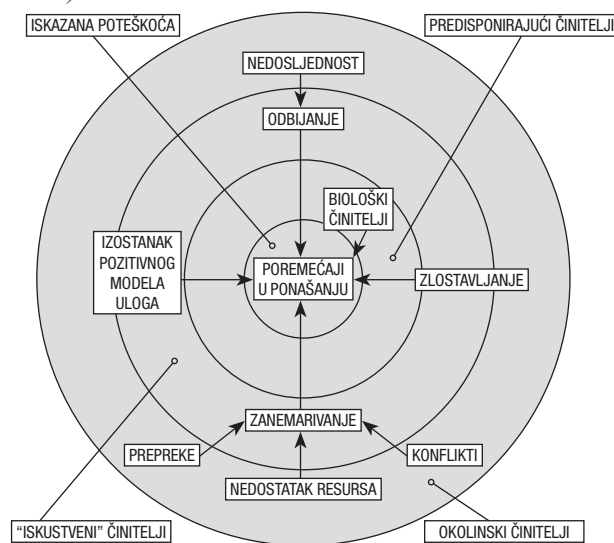 ISKAZANA POTEŠKOĆA
PREDISPONIRAJUĆI ČINITELJI
NEDOSLJEDNOST
ODBIJANJE
BIOLOŠKI
ČINITELJI
IZOSTANAK
POZITIVNOG
MODELA
ULOGA
POREMEĆAJI
U PONAŠANJU
ZLOSTAVLJANJE
ZANEMARIVANJE
PREPREKE
KONFLIKTI
NEDOSTATAK RESURSA
“ISKUSTVENI” ČINITELJI
OKOLINSKI ČINITELJI